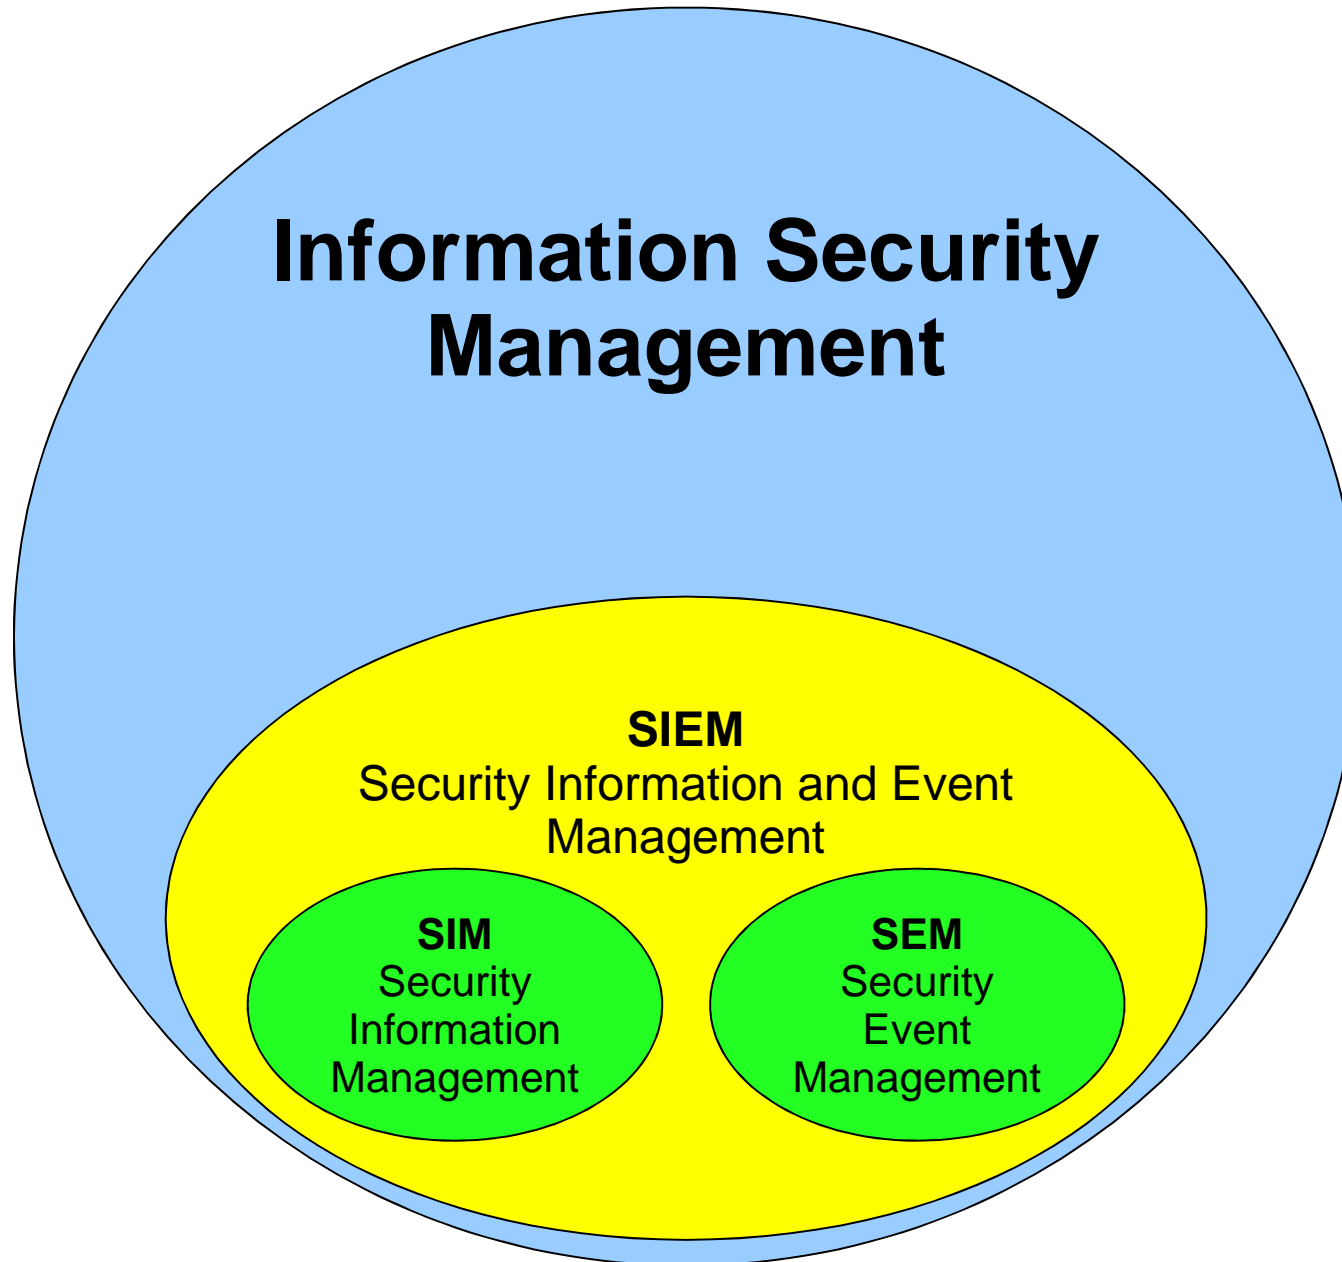 Information Security
Management
SIEM
Security Information and Event
Management
SIM
Security
Information
Management
SEM
Security
Event
Management